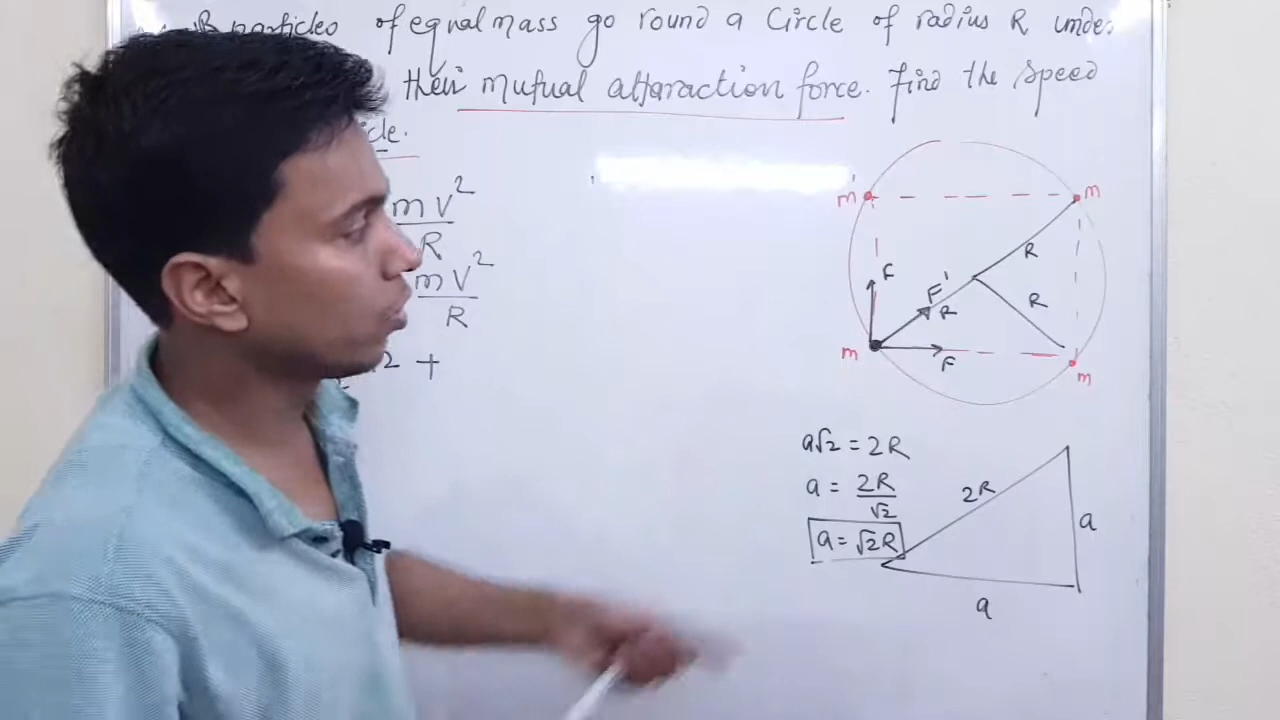 particles of equal mass go round a Circle of radius R under
their mutual attaraction force. Find the Speed
cle.
mV²
R
mV²
R
2 +
m
m
R
F
F'
R
R
m
F
m
a√2 = 2R
a = 2R
√2
a = √2R
2R
a
a